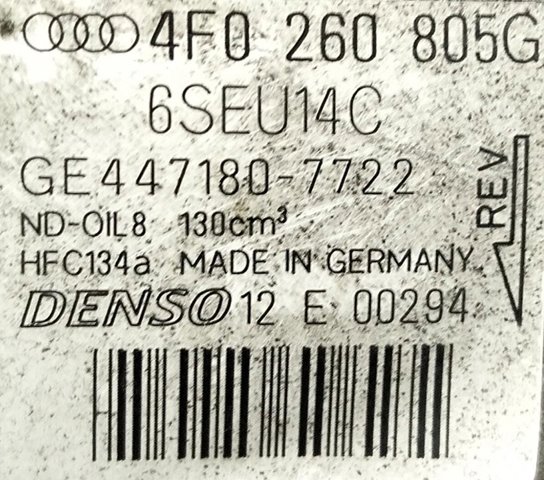 4F0 260 805G
6SEU14C
GE447180-7722
ND-OIL8 130cm³
HFC134a MADE IN GERMANY
DENSO 12 E 00294
REV